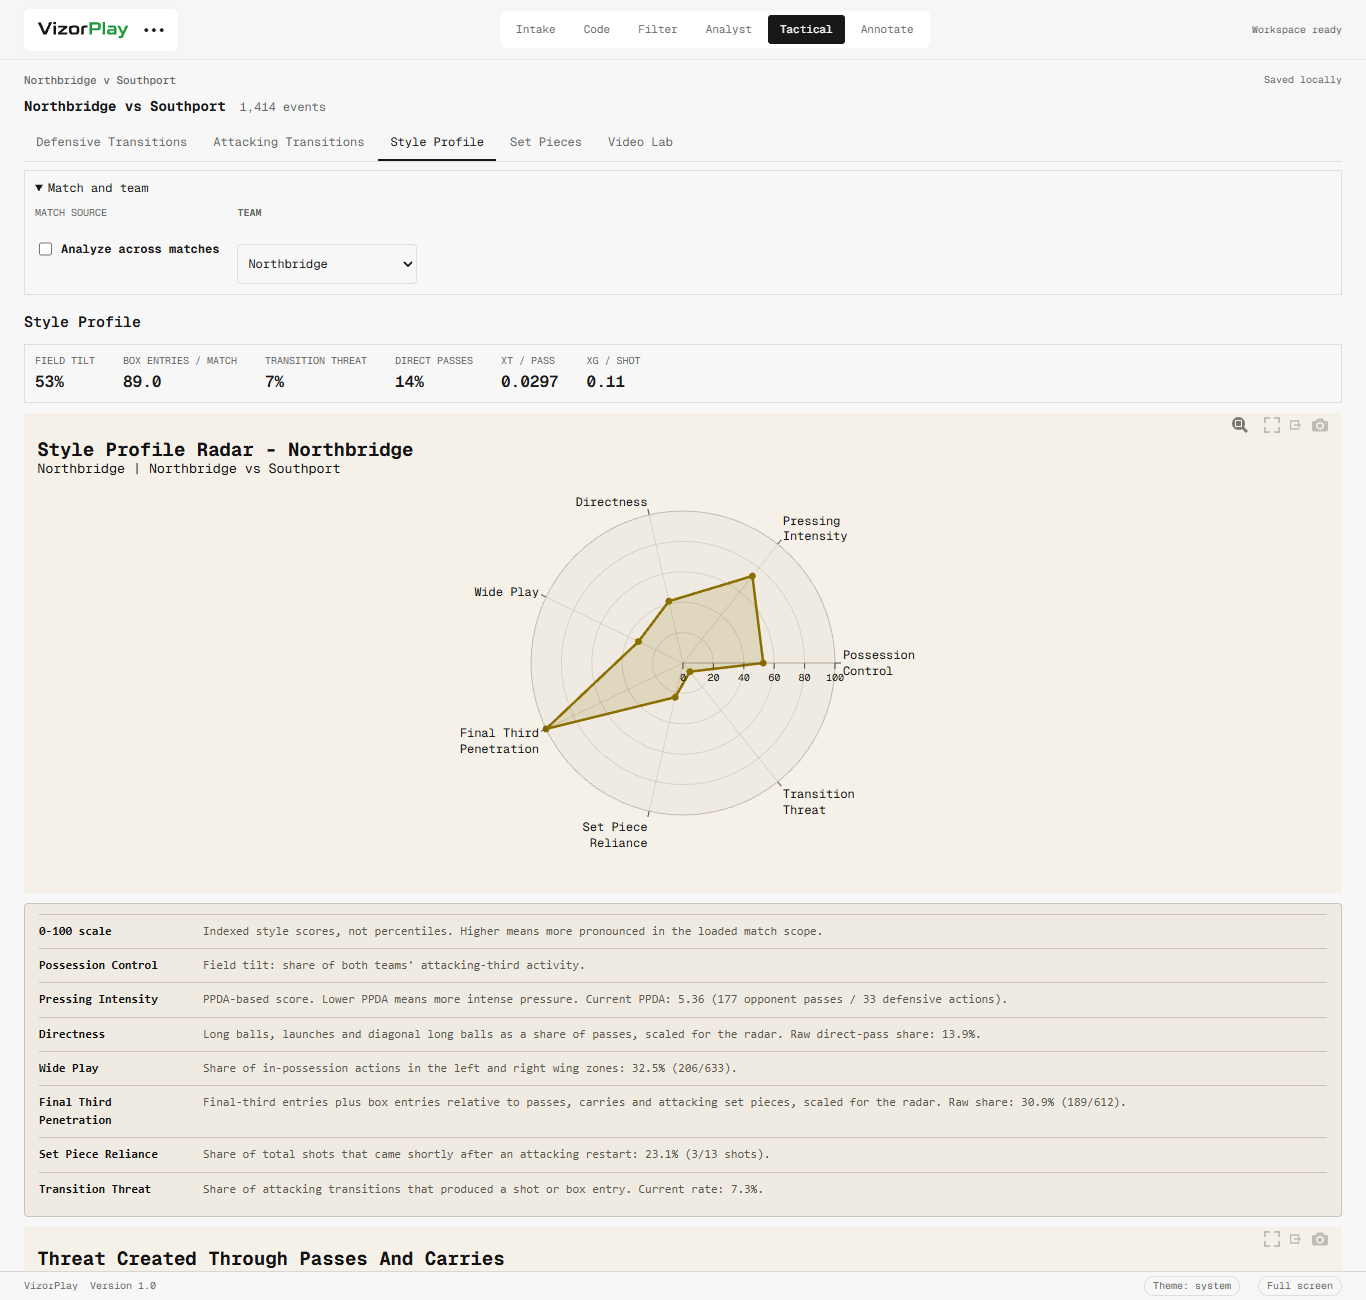 VizorPlay
Intake Code Filter Analyst Tactical Annotate
Workspace ready
Northbridge v Southport
Saved locally
Northbridge vs Southport 1,414 events
Defensive Transitions Attacking Transitions Style Profile Set Pieces Video Lab
▼ Match and team
MATCH SOURCE TEAM
Analyze across matches
Northbridge
Style Profile
FIELD TILT BOX ENTRIES / MATCH TRANSITION THREAT DIRECT PASSES XT / PASS XG / SHOT
53% 89.0 7% 14% 0.0297 0.11
Style Profile Radar - Northbridge
Northbridge | Northbridge vs Southport
Directness
Pressing
Intensity
Wide Play
Possession
Control
0 20 40 60 80 100
Final Third
Penetration
Transition
Threat
Set Piece
Reliance
0-100 scale Indexed style scores, not percentiles. Higher means more pronounced in the loaded match scope.
Possession Control Field tilt: share of both teams' attacking-third activity.
Pressing Intensity PPDA-based score. Lower PPDA means more intense pressure. Current PPDA: 5.36 (177 opponent passes / 33 defensive actions).
Directness Long balls, launches and diagonal long balls as a share of passes, scaled for the radar. Raw direct-pass share: 13.9%.
Wide Play Share of in-possession actions in the left and right wing zones: 32.5% (206/633).
Final Third Penetration Final-third entries plus box entries relative to passes, carries and attacking set pieces, scaled for the radar. Raw share: 30.9% (189/612).
Set Piece Reliance Share of total shots that came shortly after an attacking restart: 23.1% (3/13 shots).
Transition Threat Share of attacking transitions that produced a shot or box entry. Current rate: 7.3%.
Threat Created Through Passes And Carries
VizorPlay Version 1.0
Theme: system Full screen